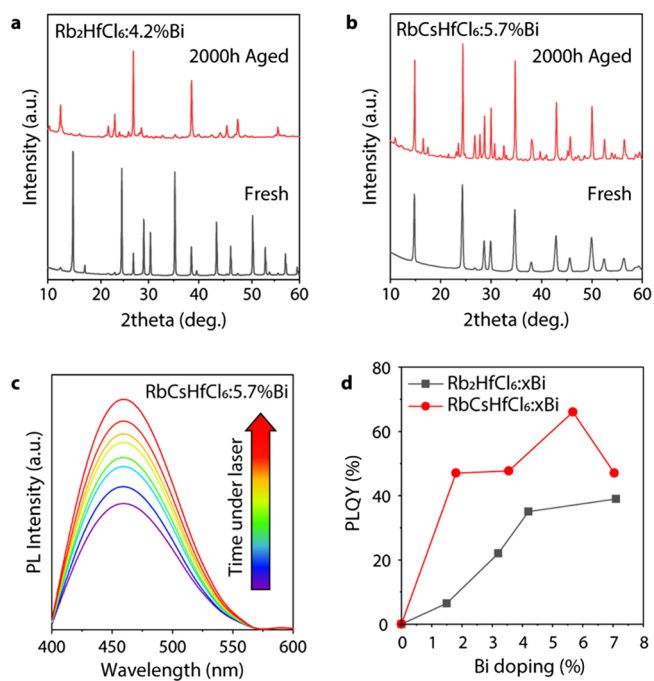 a
Rb₂HfCl₆:4.2%Bi
2000h Aged
Fresh
Intensity (a.u.)
10 20 30 40 50 60
2theta (deg.)
b
RbCsHfCl₆:5.7%Bi
2000h Aged
Fresh
Intensity (a.u.)
10 20 30 40 50 60
2theta (deg.)
c
RbCsHfCl₆:5.7%Bi
Time under laser
PL Intensity (a.u.)
400 450 500 550 600
Wavelength (nm)
d
Rb₂HfCl₆:xBi
RbCsHfCl₆:xBi
PLQY (%)
80
60
40
20
0
0 1 2 3 4 5 6 7 8
Bi doping (%)